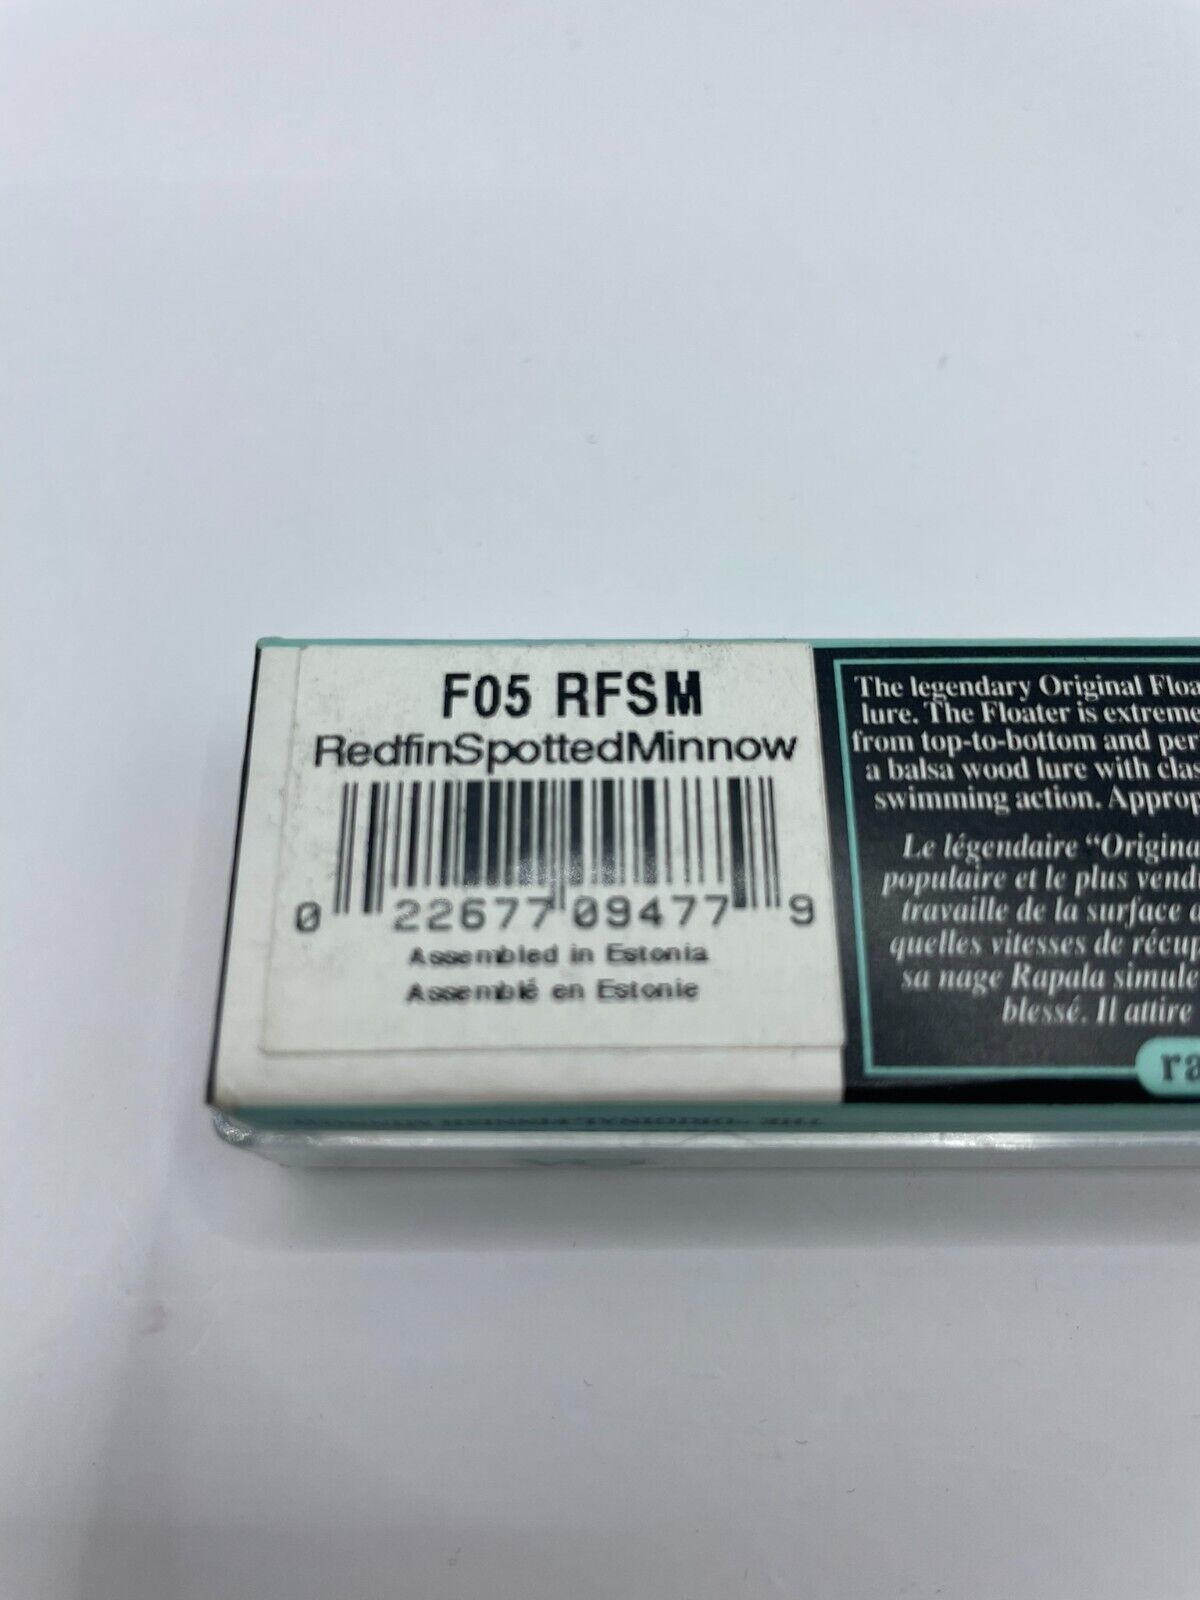 F05 RFSM
RedfinSpottedMinnow
0 22677 09477 9
Assembled in Estonia
Assemblé en Estonie
The legendary Original Floa
lure. The Floater is extreme
from top-to-bottom and per
a balsa wood lure with clas
swimming action. Approp
Le légendaire “Origina
populaire et le plus vendu
travaille de la surface
quelles vitesses de récup
sa nage Rapala simule
blessé. Il attire
ra